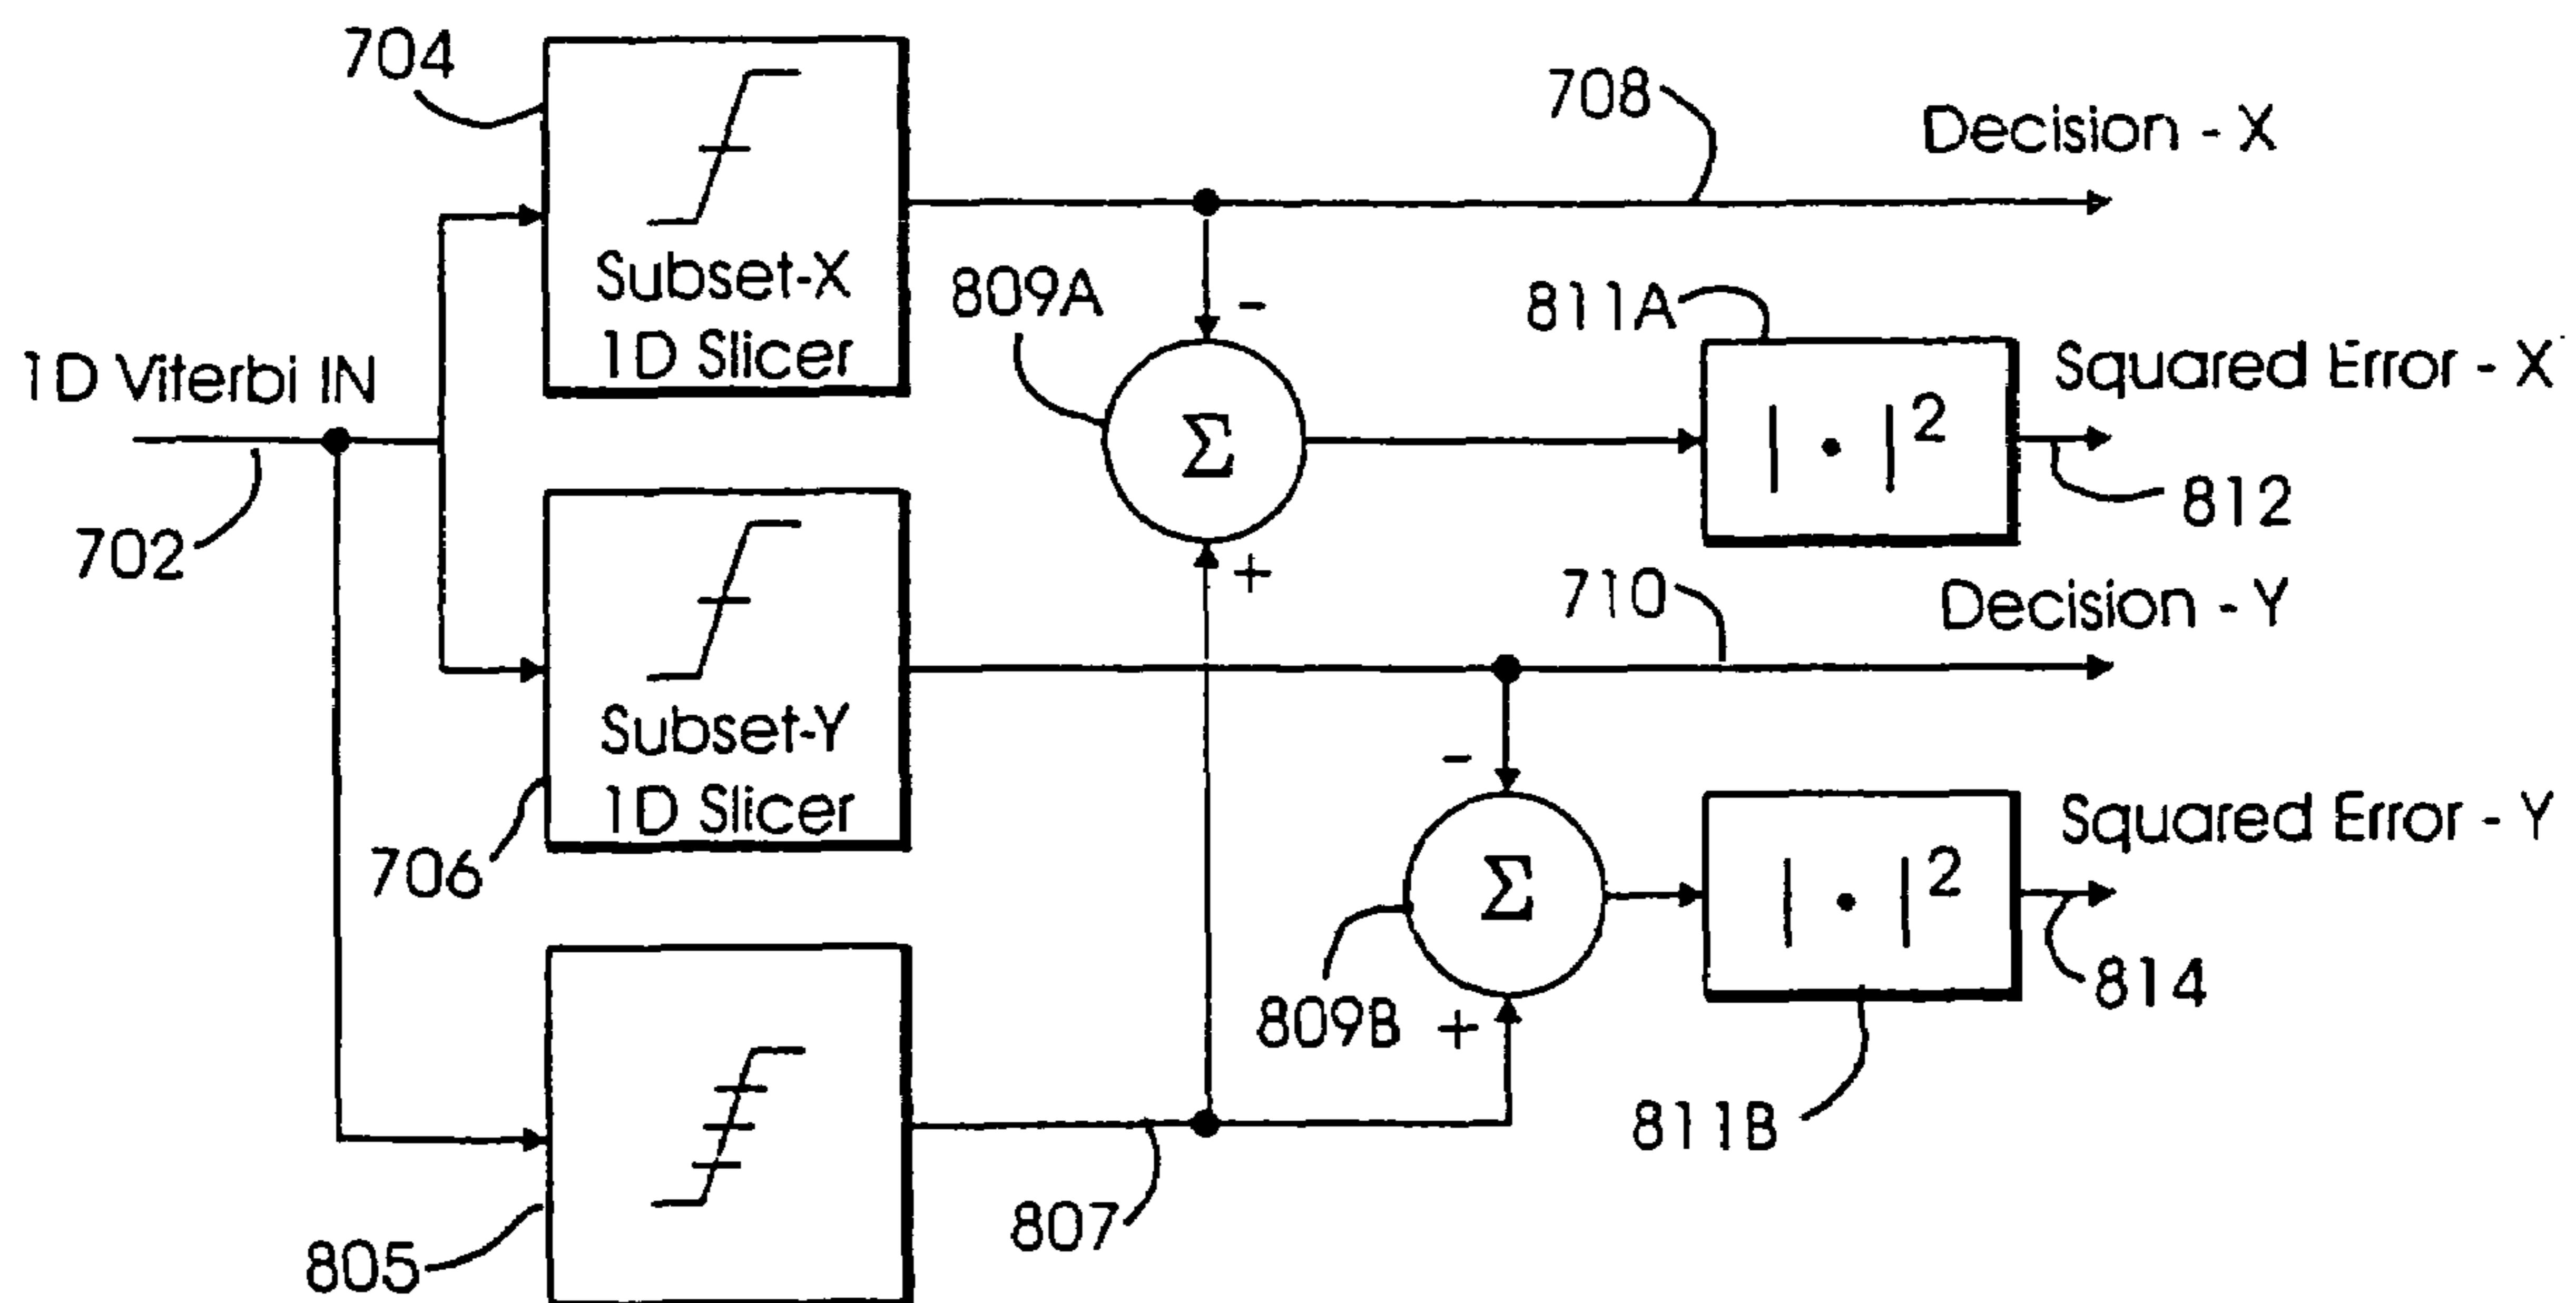 704
708
Decision - X
Subset-X
1D Slicer
809A
-
811A
1D Viterbi IN
Σ
| • |2
Squared Error - X
702
812
+
710
Decision - Y
Subset-Y
1D Slicer
706
-
Σ
| • |2
Squared Error - Y
809B
+
814
811B
807
805